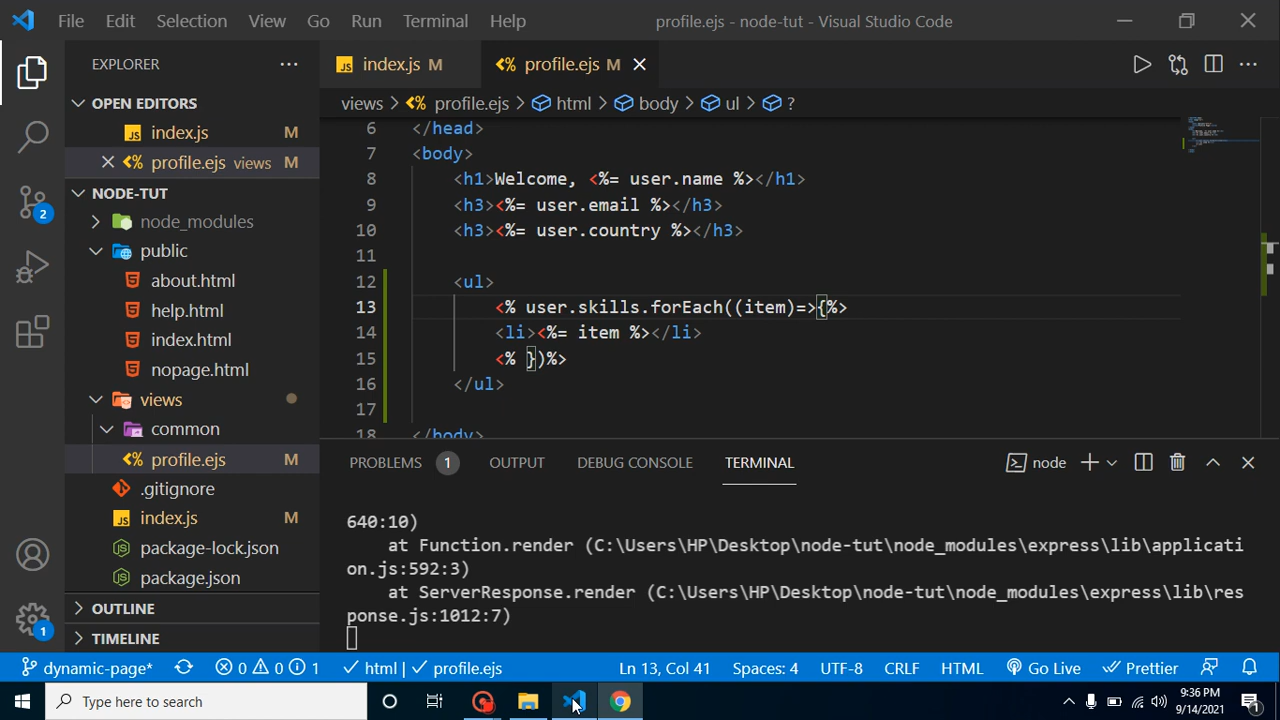 File Edit Selection View Go Run Terminal Help profile.ejs - node-tut - Visual Studio Code
EXPLORER
OPEN EDITORS
index.js M
profile.ejs views M
NODE-TUT
node_modules
public
about.html
help.html
index.html
nopage.html
views
common
profile.ejs M
.gitignore
index.js M
package-lock.json
package.json
OUTLINE
TIMELINE
2
1
index.js M profile.ejs M
views > profile.ejs > html > body > ul > ?
6 </head>
7 <body>
8 <h1>Welcome, <%= user.name %></h1>
9 <h3><%= user.email %></h3>
10 <h3><%= user.country %></h3>
11
12 <ul>
13 <% user.skills.forEach((item)=>{%>
14 <li><%= item %></li>
15 <% })%>
16 </ul>
17
18 </body>
PROBLEMS 1 OUTPUT DEBUG CONSOLE TERMINAL node
640:10)
at Function.render (C:\Users\HP\Desktop\node-tut\node_modules\express\lib\applicati
on.js:592:3)
at ServerResponse.render (C:\Users\HP\Desktop\node-tut\node_modules\express\lib\res
ponse.js:1012:7)
dynamic-page* 0 0 1 html | profile.ejs Ln 13, Col 41 Spaces: 4 UTF-8 CRLF HTML Go Live Prettier
Type here to search
9:36 PM
9/14/2021
1